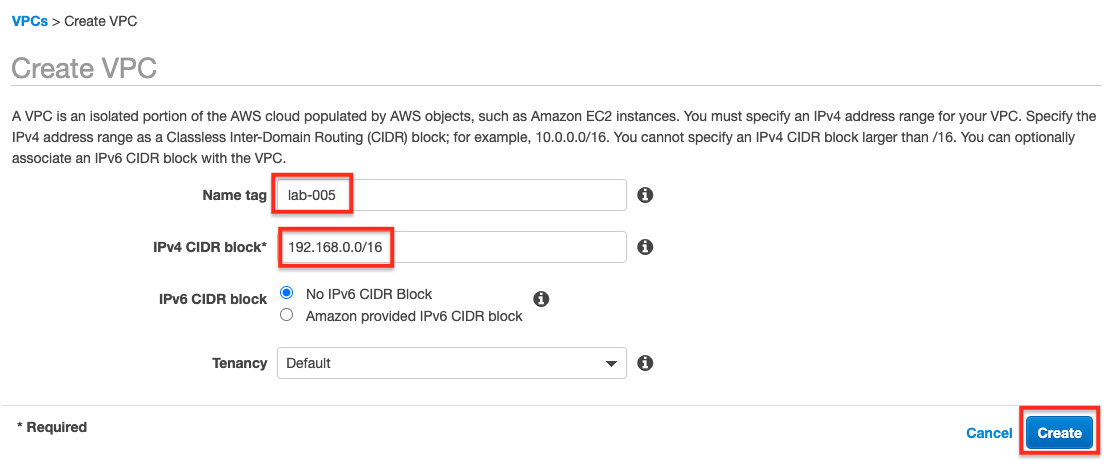 VPCs > Create VPC
Create VPC
A VPC is an isolated portion of the AWS cloud populated by AWS objects, such as Amazon EC2 instances. You must specify an IPv4 address range for your VPC. Specify the
IPv4 address range as a Classless Inter-Domain Routing (CIDR) block; for example, 10.0.0.0/16. You cannot specify an IPv4 CIDR block larger than /16. You can optionally
associate an IPv6 CIDR block with the VPC.
Name tag lab-005
IPv4 CIDR block* 192.168.0.0/16
IPv6 CIDR block No IPv6 CIDR Block
Amazon provided IPv6 CIDR block
Tenancy Default
* Required
Cancel Create